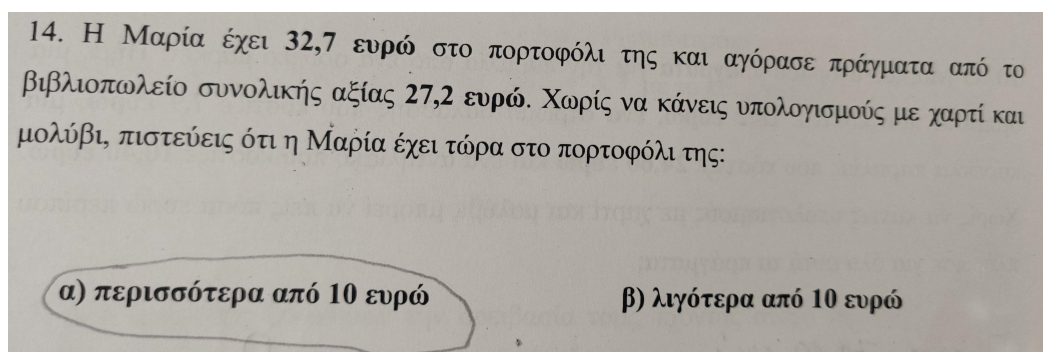 14. Η Μαρία έχει 32,7 ευρώ στο πορτοφόλι της και αγόρασε πράγματα από το
βιβλιοπωλείο συνολικής αξίας 27,2 ευρώ. Χωρίς να κάνεις υπολογισμούς με χαρτί και
μολύβι, πιστεύεις ότι η Μαρία έχει τώρα στο πορτοφόλι της:
α) περισσότερα από 10 ευρώ β) λιγότερα από 10 ευρώ